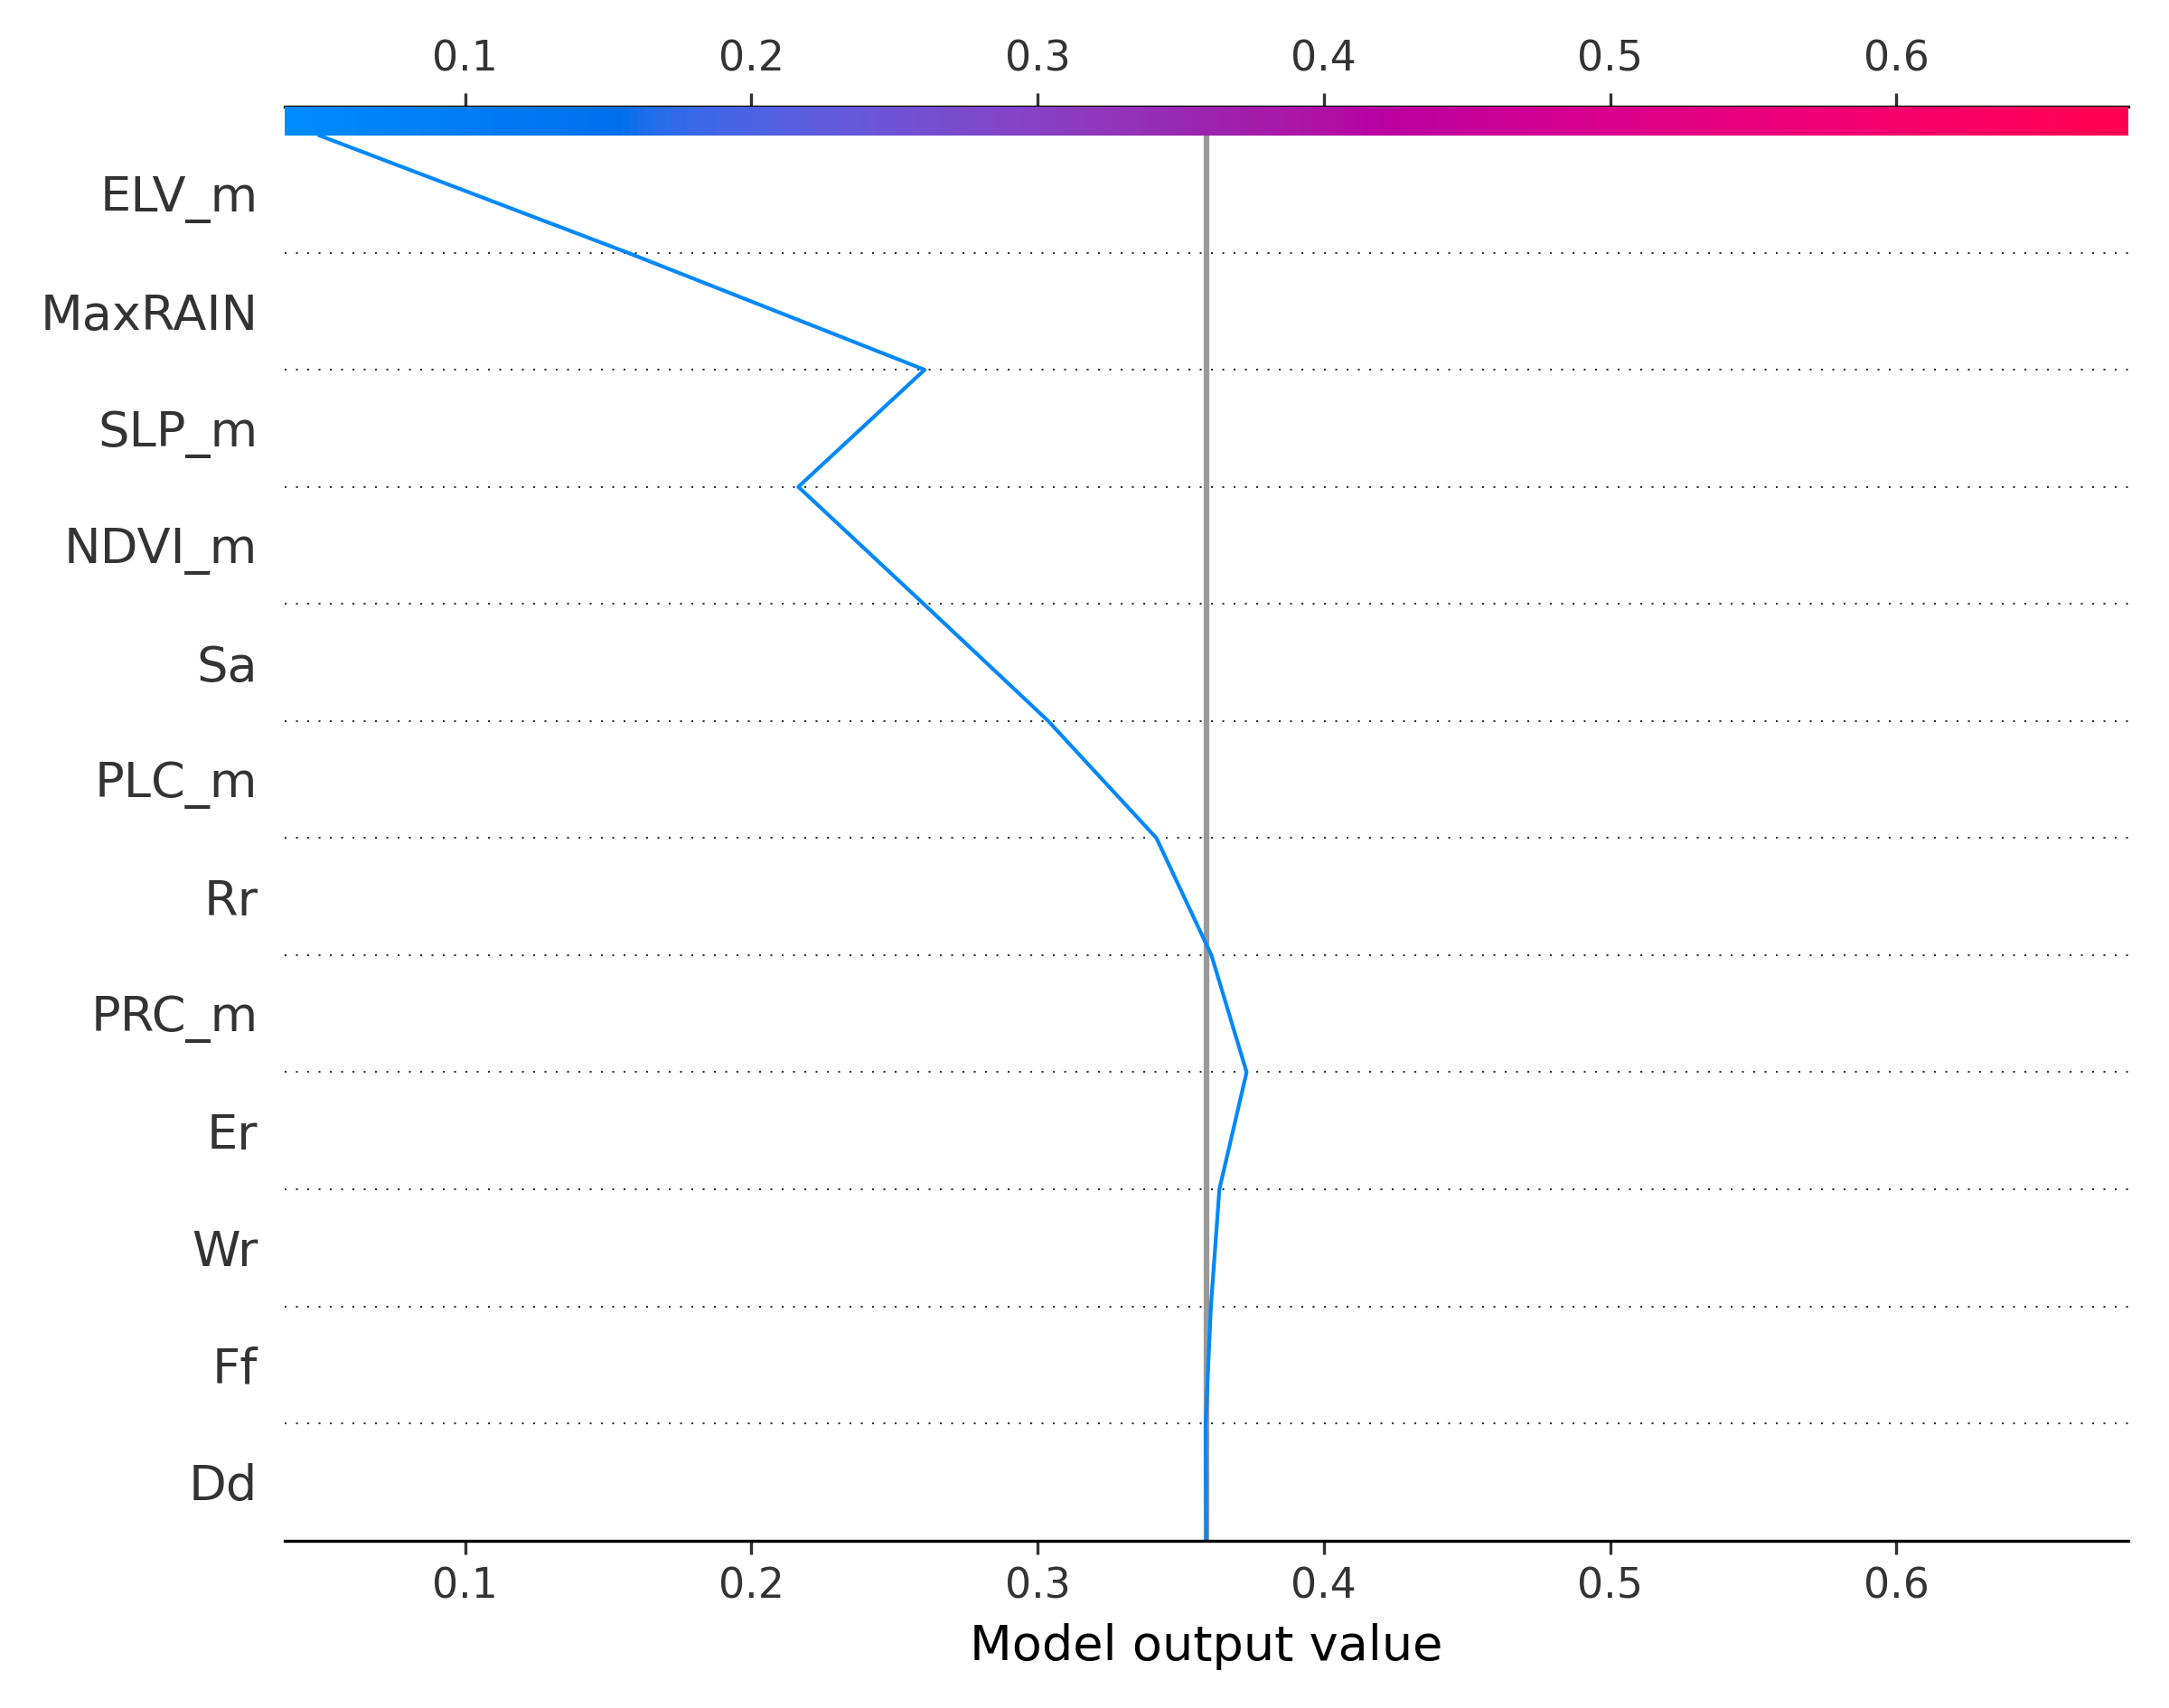 0.1 0.2 0.3 0.4 0.5 0.6
ELV_m
MaxRAIN
SLP_m
NDVI_m
Sa
PLC_m
Rr
PRC_m
Er
Wr
Ff
Dd
0.1 0.2 0.3 0.4 0.5 0.6
Model output value